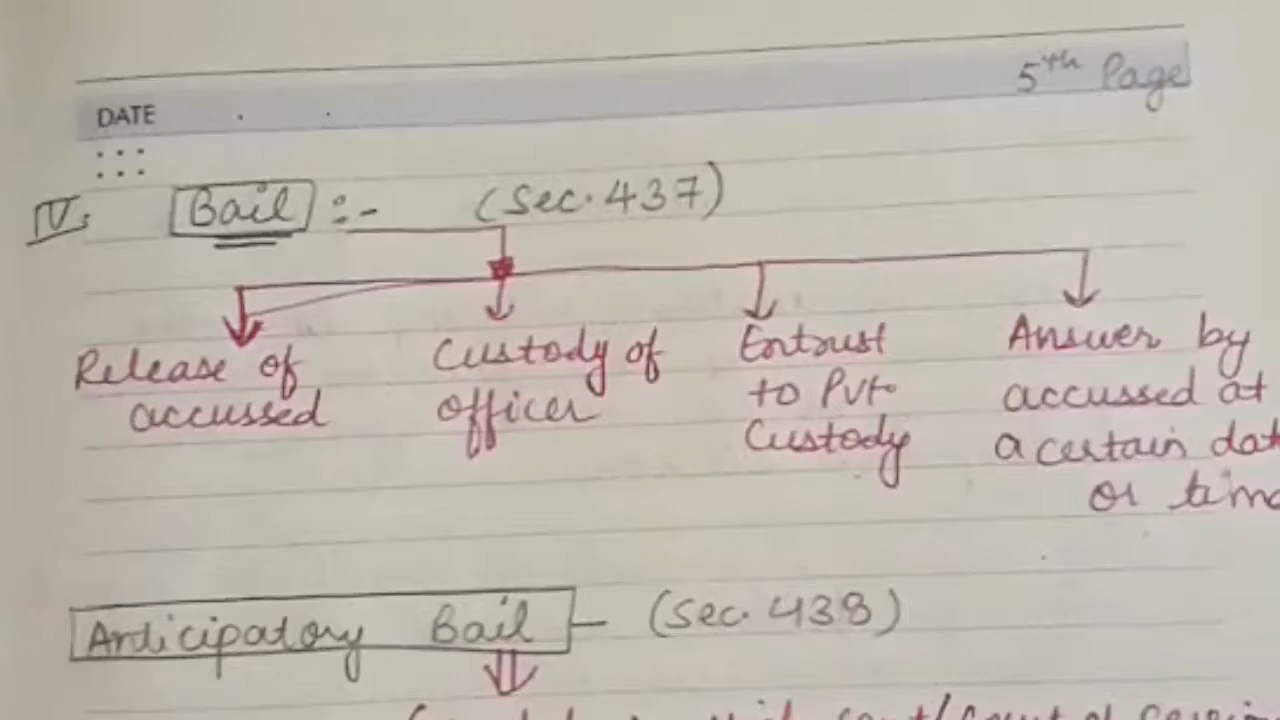 5th Page
DATE
IV. Bail :- (Sec. 437)
Release of
accussed
Custody of
officer
Entrust
to Pvt.
Custody
Answer by
accussed at
a certain dat
or tim
Anticipatory Bail - (Sec. 438)